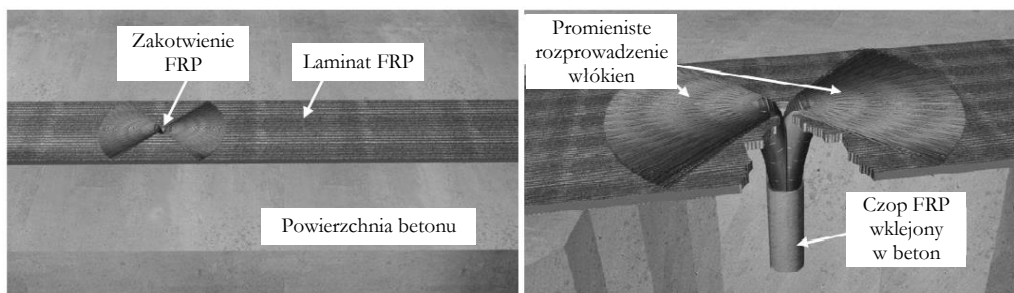 Zakotwienie
FRP
Laminat FRP
Powierzchnia betonu
Promieniste
rozprowadzenie
włókien
Czop FRP
wklejony
w beton